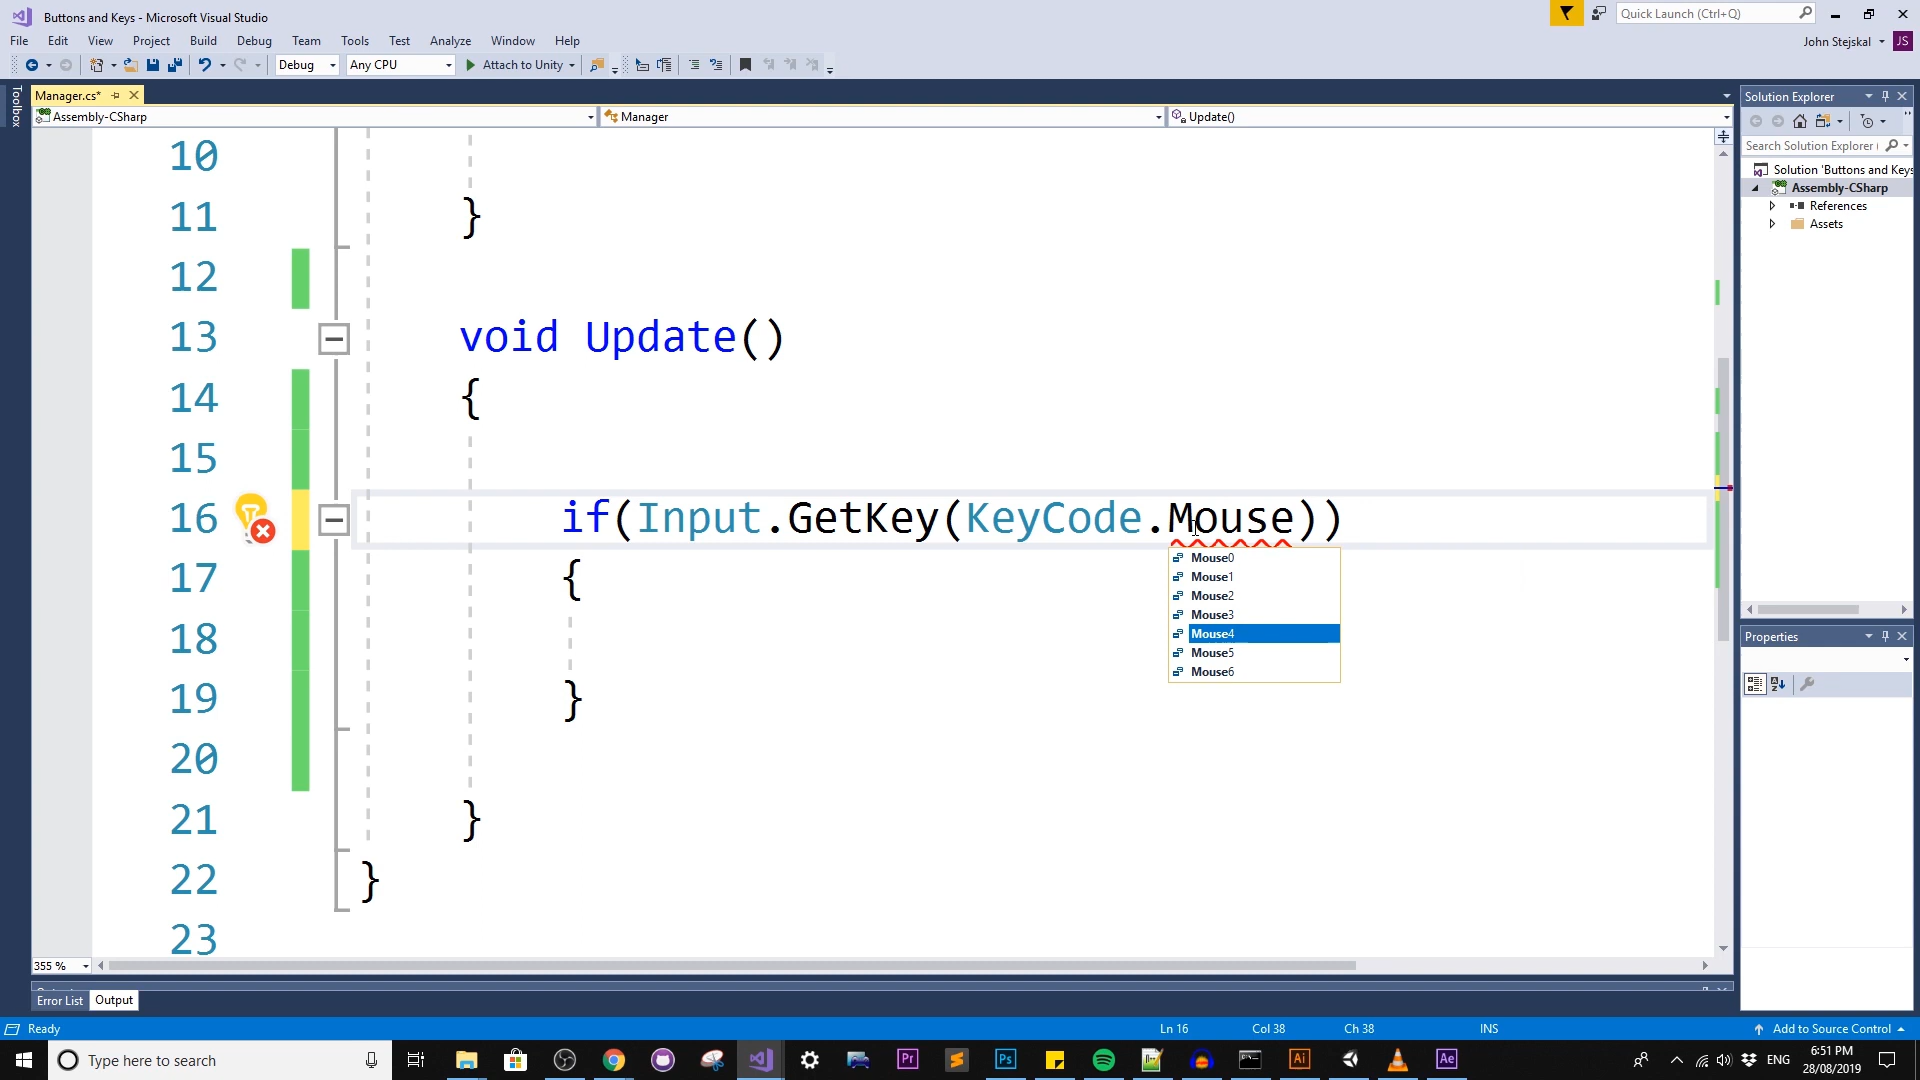 Buttons and Keys - Microsoft Visual Studio
Quick Launch (Ctrl+Q)
File Edit View Project Build Debug Team Tools Test Analyze Window Help
John Stejskal JS
Debug Any CPU Attach to Unity
Toolbox
Manager.cs*
Solution Explorer
Assembly-CSharp Manager Update()
Search Solution Explorer (
Solution 'Buttons and Keys
Assembly-CSharp
References
Assets
10
11 }
12
13 void Update()
14 {
15
16 if(Input.GetKey(KeyCode.Mouse))
Mouse0
Mouse1
Mouse2
Mouse3
Mouse4
Mouse5
Mouse6
17 {
18
19 }
20
21 }
22 }
23
Properties
355 %
Error List Output
Ready Ln 16 Col 38 Ch 38 INS Add to Source Control
Type here to search
Pr Ps Ai Ae
ENG 6:51 PM
28/08/2019